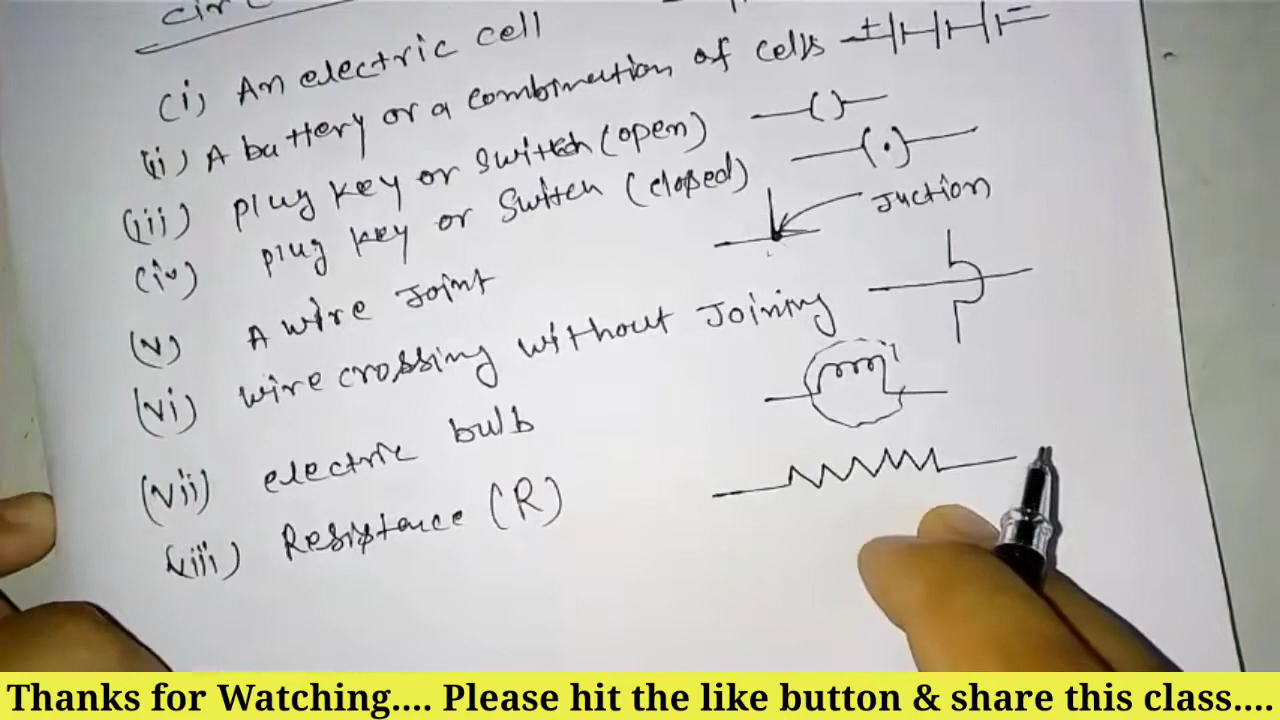 (i) An electric cell
(ii) A battery or a combination of cells
(iii) plug key or Switch (open)
(iv) plug key or Switch (closed)
Juction
(v) A wire Joint
(vi) wire crossing without Joining
(vii) electric bulb
(viii) Resistance (R)
Thanks for Watching.... Please hit the like button & share this class....